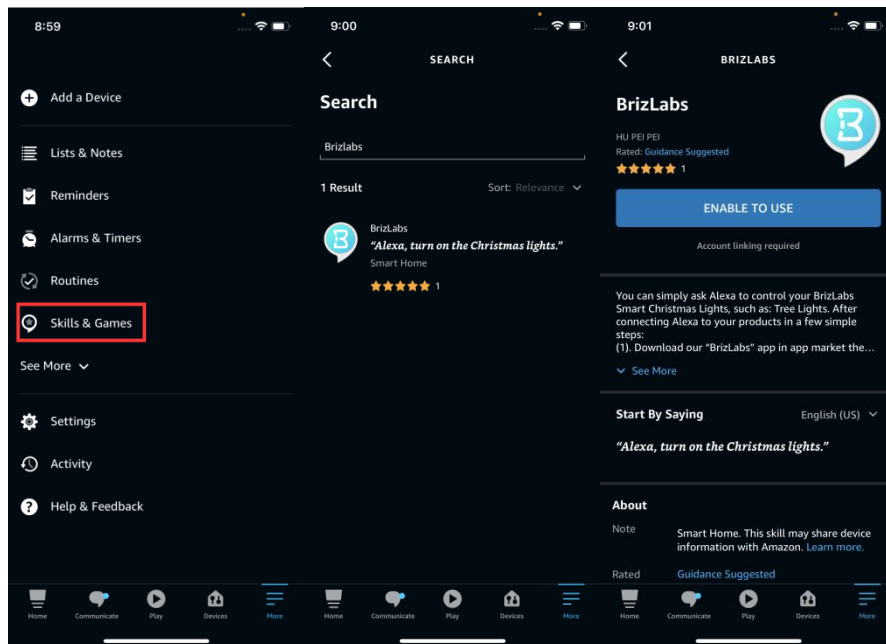 8:59
Add a Device
Lists & Notes
Reminders
Alarms & Timers
Routines
Skills & Games
See More
Settings
Activity
Help & Feedback
Home Communicate Play Devices More
9:00
SEARCH
Search
Brizlabs
1 Result Sort: Relevance
BrizLabs
“Alexa, turn on the Christmas lights.”
Smart Home
1
Home Communicate Play Devices More
9:01
BRIZLABS
BrizLabs
HU PEI PEI
Rated: Guidance Suggested
1
ENABLE TO USE
Account linking required
You can simply ask Alexa to control your BrizLabs
Smart Christmas Lights, such as: Tree Lights. After
connecting Alexa to your products in a few simple
steps:
(1). Download our “BrizLabs” app in app market the...
See More
Start By Saying English (US)
“Alexa, turn on the Christmas lights.”
About
Note Smart Home. This skill may share device
information with Amazon. Learn more.
Rated Guidance Suggested
Home Communicate Play Devices More